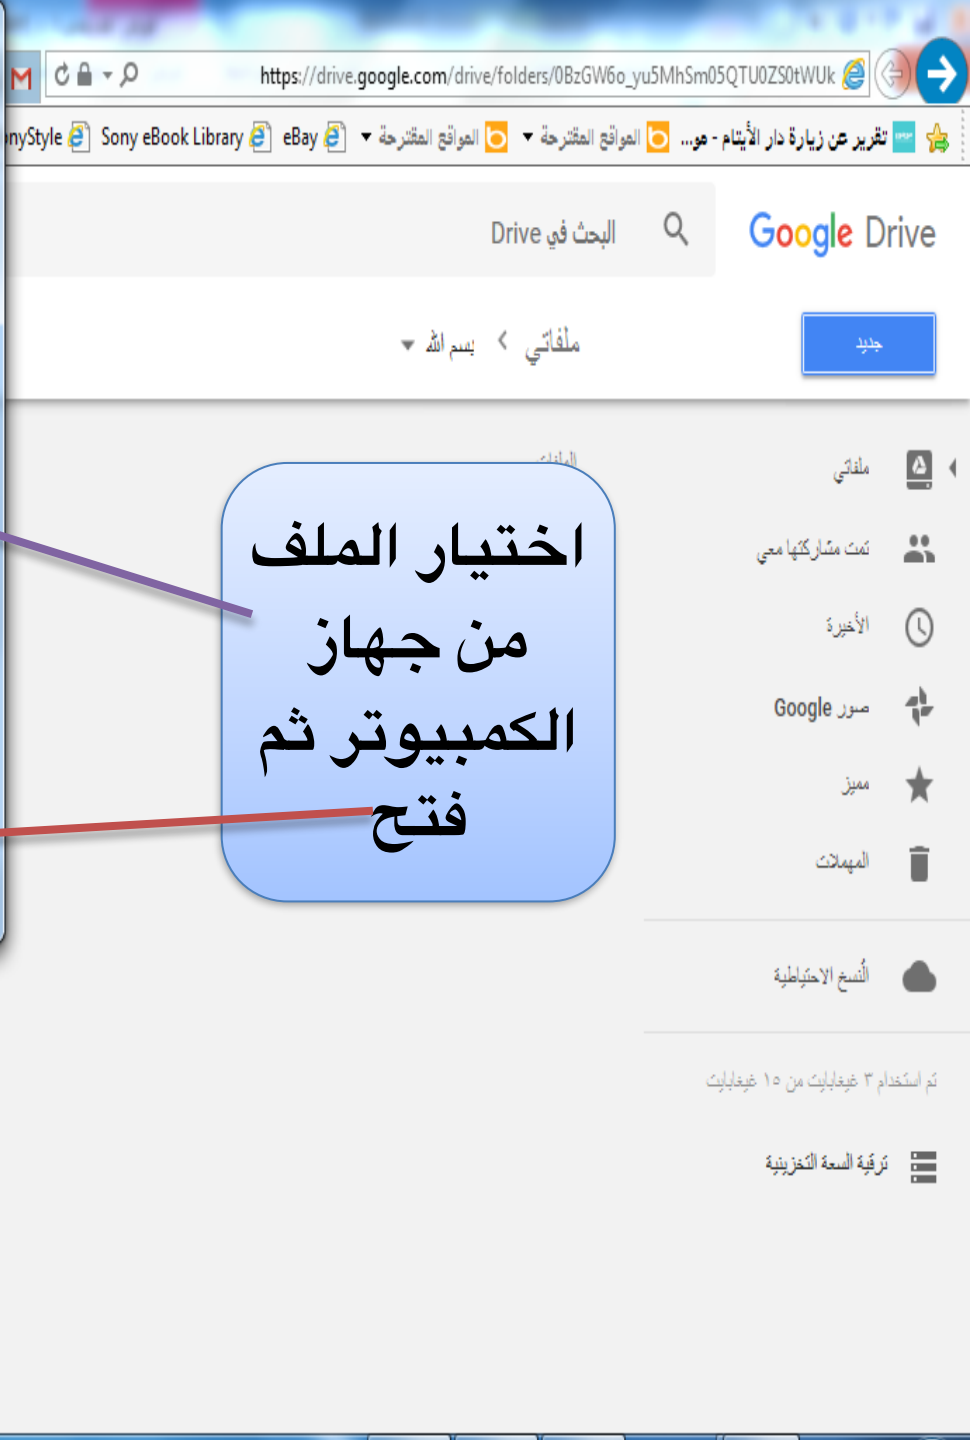 https://drive.google.com/drive/folders/0BzGW6o_yu5MhSm05QTU0ZS0tWUk
تقرير عن زيارة دار الأيتام - مو... المواقع المقترحة المواقع المقترحة eBay Sony eBook Library nyStyle
Google Drive
البحث في Drive
جديد
ملفاتي > بسم الله
ملفاتي
تمت مشاركتها معي
الأخيرة
صور Google
مميز
المهملات
النُسخ الاحتياطية
تم استخدام ٣ غيغابايت من ١٥ غيغابايت
ترقية السعة التخزينية
اختيار الملف
من جهاز
الكمبيوتر ثم
فتح